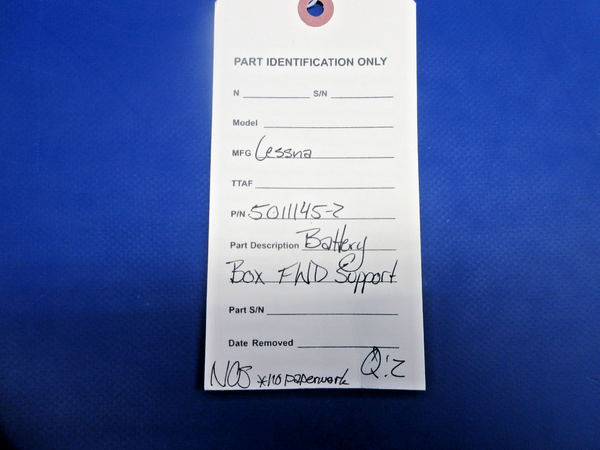 PART IDENTIFICATION ONLY
N S/N
Model
MFG Cessna
TTAF
P/N 5011145-2
Part Description Battery
Box FWD Support
Part S/N
Date Removed
NOS *no paperwork Q:2